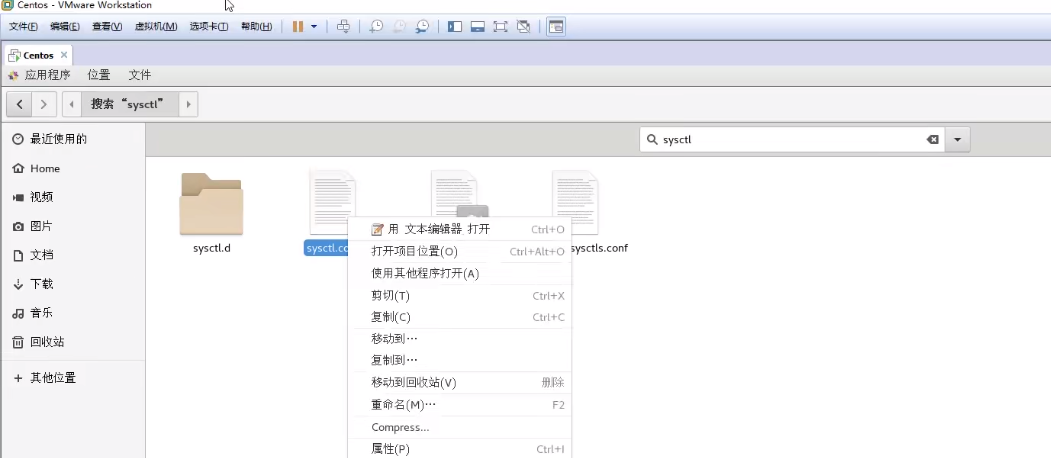 Centos - VMware Workstation
文件(F) 编辑(E) 查看(V) 虚拟机(M) 选项卡(T) 帮助(H)
Centos
应用程序 位置 文件
搜索“sysctl”
最近使用的
sysctl
Home
视频
图片
文档
下载
音乐
回收站
其他位置
sysctl.d
sysctl.co
sysctls.conf
用 文本编辑器 打开 Ctrl+O
打开项目位置(O) Ctrl+Alt+O
使用其他程序打开(A)
剪切(T) Ctrl+X
复制(C) Ctrl+C
移动到…
复制到…
移动到回收站(V) 删除
重命名(M)… F2
Compress...
属性(P) Ctrl+I